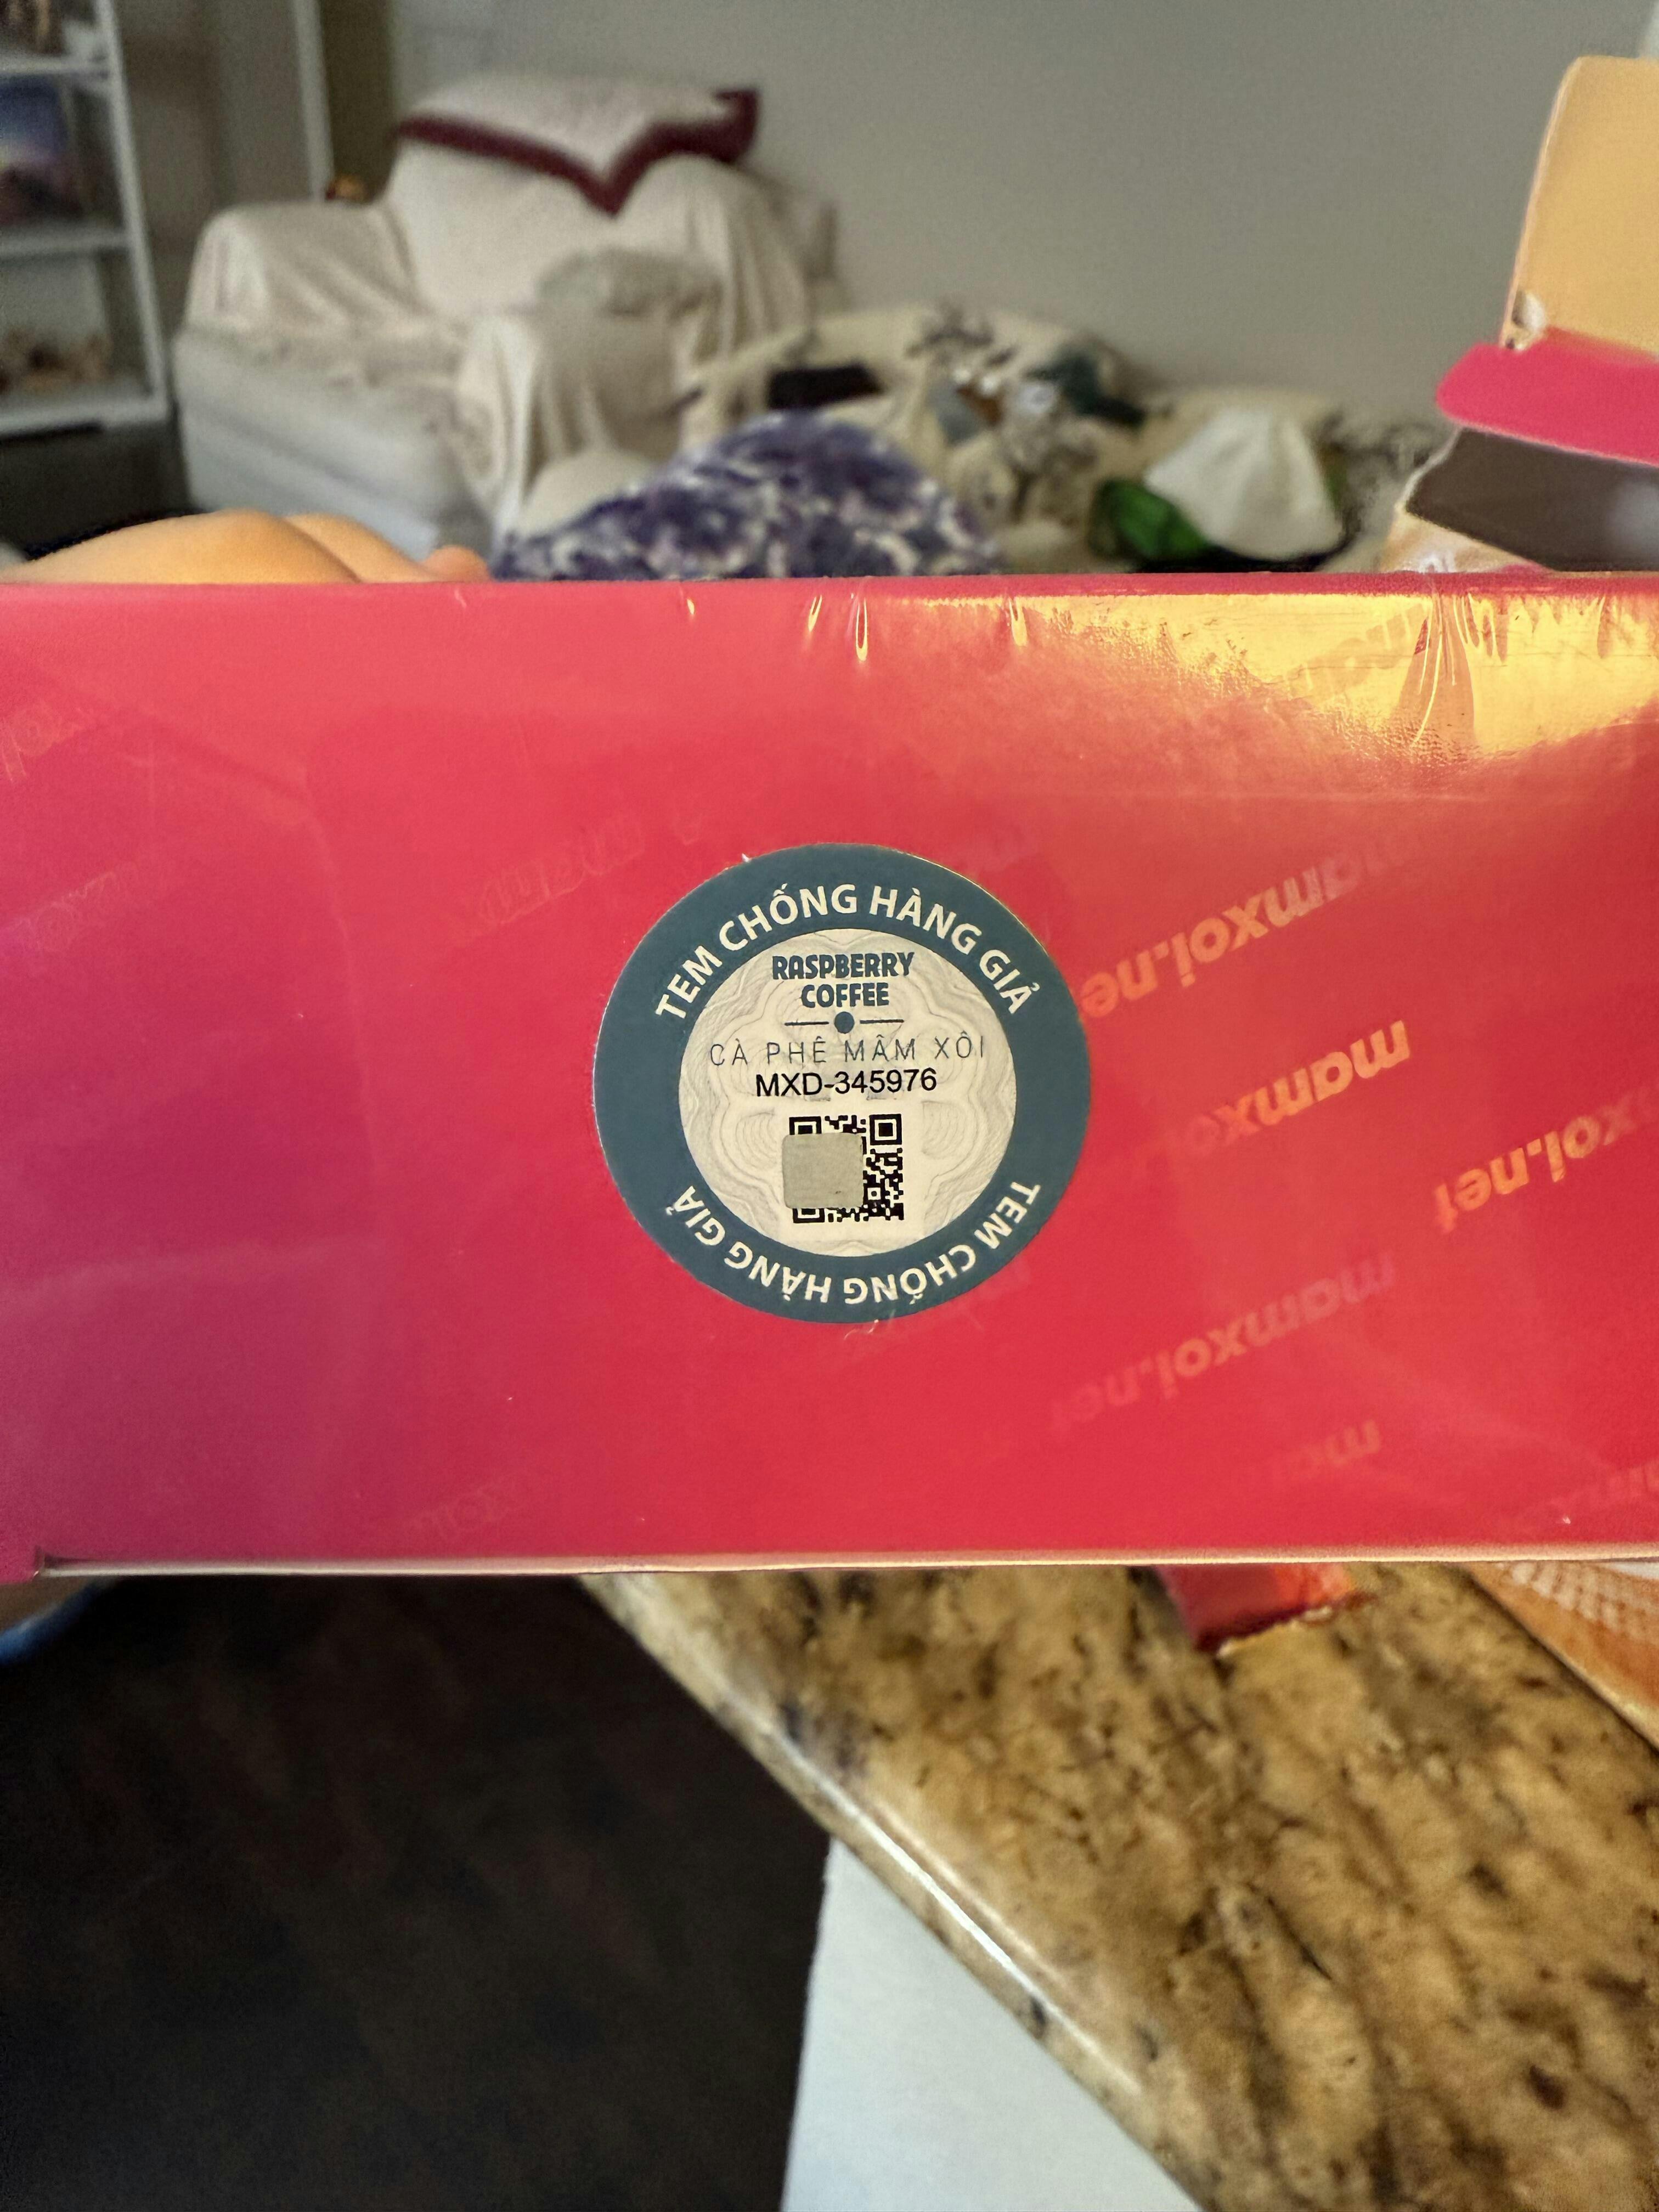 TEM CHỐNG HÀNG GIẢ
RASPBERRY
COFFEE
CÀ PHÊ MÂM XÔI
MXD-345976
TEM CHỐNG HÀNG GIẢ
mamxoi.net
mamxoi
xoi.net
mamxoi.net